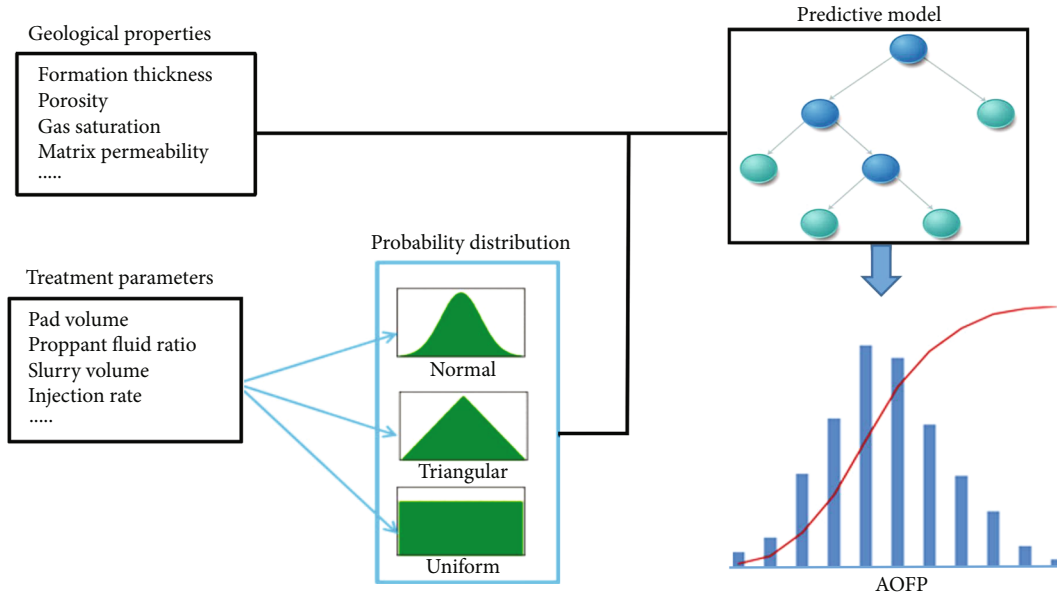 Geological properties
Formation thickness
Porosity
Gas saturation
Matrix permeability
.....
Treatment parameters
Pad volume
Proppant fluid ratio
Slurry volume
Injection rate
.....
Probability distribution
Normal
Triangular
Uniform
Predictive model
AOFP